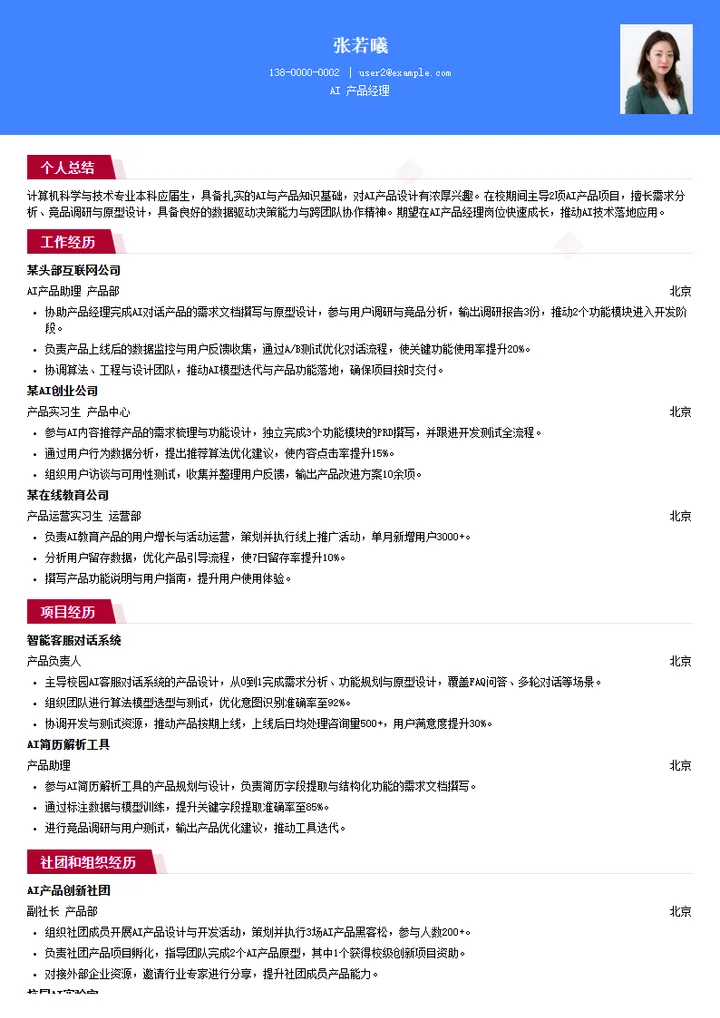 张若曦
138-0000-0002 | user2@example.com
AI 产品经理
个人总结
计算机科学与技术专业本科应届生，具备扎实的AI与产品知识基础，对AI产品设计有浓厚兴趣。在校期间主导2项AI产品项目，擅长需求分
析、竞品调研与原型设计，具备良好的数据驱动决策能力与跨团队协作精神。期望在AI产品经理岗位快速成长，推动AI技术落地应用。
工作经历
某头部互联网公司
AI产品助理 产品部 北京
• 协助产品经理完成AI对话产品的需求文档撰写与原型设计，参与用户调研与竞品分析，输出调研报告3份，推动2个功能模块进入开发阶
段。
• 负责产品上线后的数据监控与用户反馈收集，通过A/B测试优化对话流程，使关键功能使用率提升20%。
• 协调算法、工程与设计团队，推动AI模型迭代与产品功能落地，确保项目按时交付。
某AI创业公司
产品实习生 产品中心 北京
• 参与AI内容推荐产品的需求梳理与功能设计，独立完成3个功能模块的PRD撰写，并跟进开发测试全流程。
• 通过用户行为数据分析，提出推荐算法优化建议，使内容点击率提升15%。
• 组织用户访谈与可用性测试，收集并整理用户反馈，输出产品改进方案10余项。
某在线教育公司
产品运营实习生 运营部 北京
• 负责AI教育产品的用户增长与活动运营，策划并执行线上推广活动，单月新增用户3000+。
• 分析用户留存数据，优化产品引导流程，使7日留存率提升10%。
• 撰写产品功能说明与用户指南，提升用户使用体验。
项目经历
智能客服对话系统
产品负责人 北京
• 主导校园AI客服对话系统的产品设计，从0到1完成需求分析、功能规划与原型设计，覆盖FAQ问答、多轮对话等场景。
• 组织团队进行算法模型选型与测试，优化意图识别准确率至92%。
• 协调开发与测试资源，推动产品按期上线，上线后日均处理咨询量500+，用户满意度提升30%。
AI简历解析工具
产品助理 北京
• 参与AI简历解析工具的产品规划与设计，负责简历字段提取与结构化功能的需求文档撰写。
• 通过标注数据与模型训练，提升关键字段提取准确率至85%。
• 进行竞品调研与用户测试，输出产品优化建议，推动工具迭代。
社团和组织经历
AI产品创新社团
副社长 产品部 北京
• 组织社团成员开展AI产品设计与开发活动，策划并执行3场AI产品黑客松，参与人数200+。
• 负责社团产品项目孵化，指导团队完成2个AI产品原型，其中1个获得校级创新项目资助。
• 对接外部企业资源，邀请行业专家进行分享，提升社团成员产品能力。